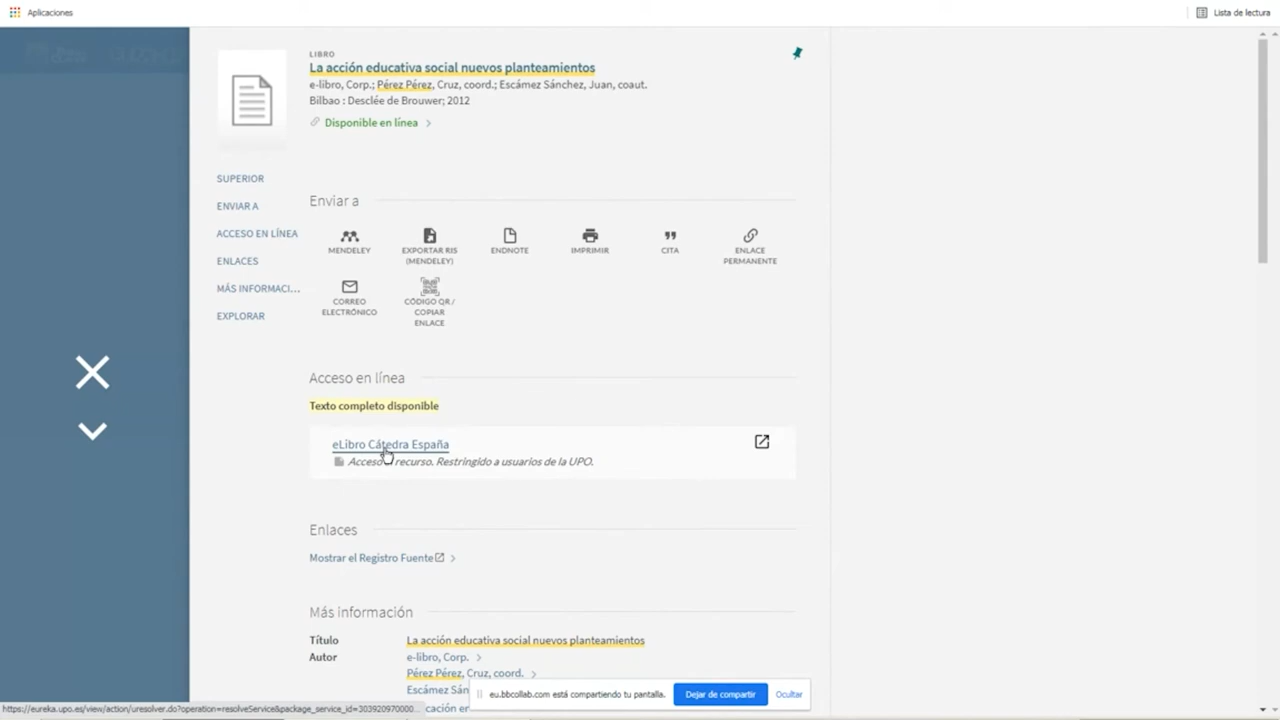 Aplicaciones
Lista de lectura
LIBRO
La acción educativa social nuevos planteamientos
e-libro, Corp.; Pérez Pérez, Cruz, coord.; Escámez Sánchez, Juan, coaut.
Bilbao : Desclée de Brouwer; 2012
Disponible en línea
SUPERIOR
ENVIAR A
ACCESO EN LÍNEA
ENLACES
MÁS INFORMACI...
EXPLORAR
Enviar a
MENDELEY
EXPORTAR RIS
(MENDELEY)
ENDNOTE
IMPRIMIR
CITA
ENLACE
PERMANENTE
CORREO
ELECTRÓNICO
CÓDIGO QR /
COPIAR
ENLACE
Acceso en línea
Texto completo disponible
eLibro Cátedra España
Acceso recurso. Restringido a usuarios de la UPO.
Enlaces
Mostrar el Registro Fuente
Más información
Título La acción educativa social nuevos planteamientos
Autor e-libro, Corp.
Pérez Pérez, Cruz, coord.
Escámez Sán
eu.bbcollab.com está compartiendo tu pantalla.
Dejar de compartir
Ocultar
https://eureka.upo.es/view/action/uresolver.do?operation=resolveService&package_service_id=303920970000...
cación er